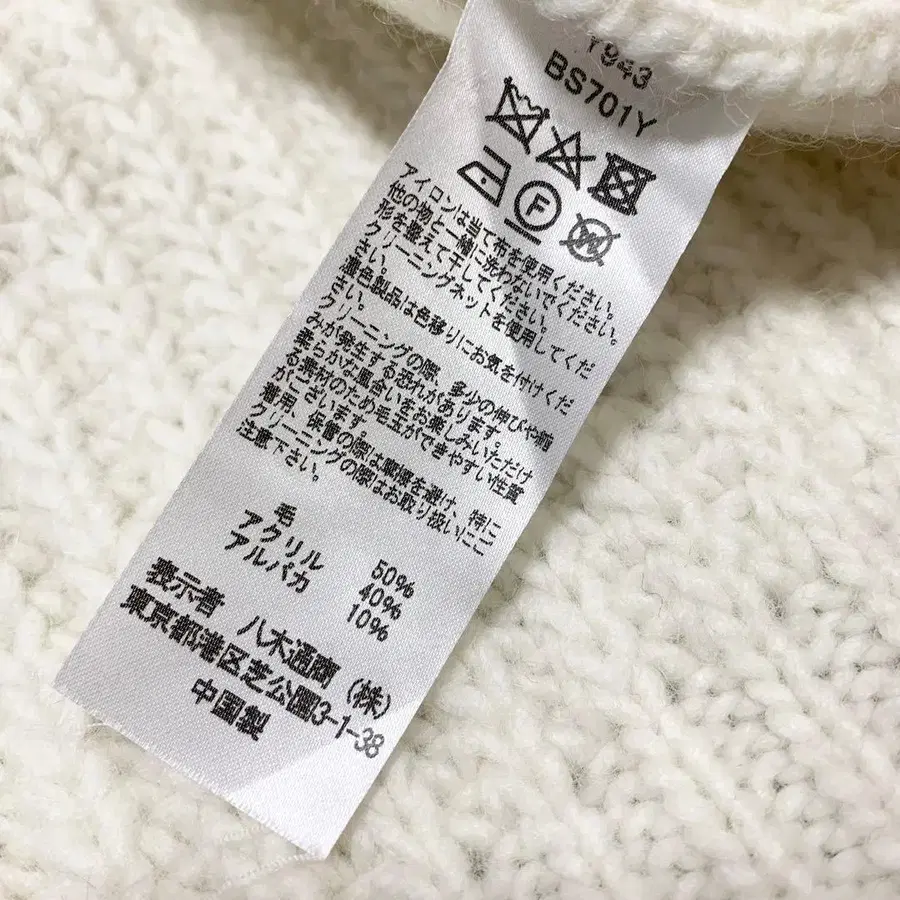 1943
BS701Y
F
W
アイロンは当て布を使用ください。
他の物と一緒に洗わないでください。
形を整えて干してください。
クリーニングネットを使用してくだ
さい。
濃色製品は色移りにお気を付けくだ
さい。
クリーニングの際、多少の伸びや縮
みが発生する恐れがあります。
柔らかな風合いをお楽しみいただけ
る素材のため毛玉ができやすい性質
がございます。
着用、保管の際は摩擦を避け、特に
クリーニングの際はお取り扱いにご
注意下さい。
毛 50%
アクリル 40%
アルパカ 10%
表示者 八木通商(株)
東京都港区芝公園3-1-38
中国製